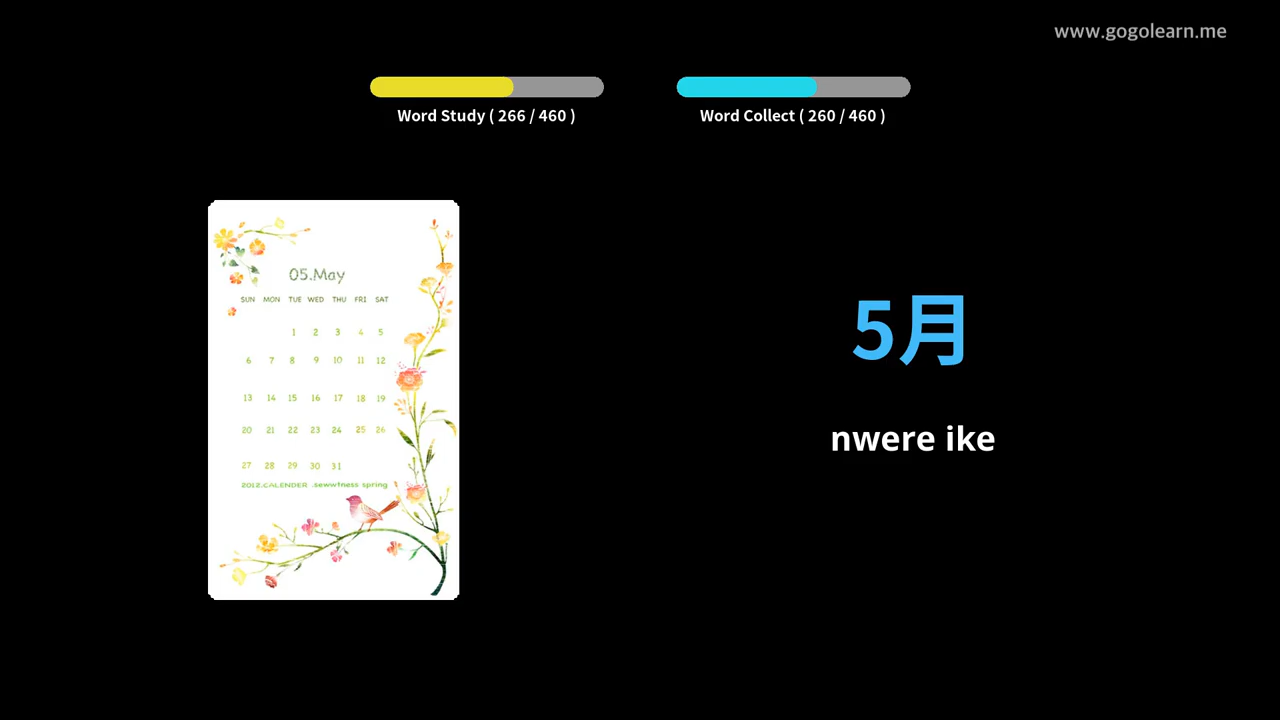 www.gogolearn.me
Word Study ( 266 / 460 )
Word Collect ( 260 / 460 )
05.May
SUN MON TUE WED THU FRI SAT
1 2 3 4 5
6 7 8 9 10 11 12
13 14 15 16 17 18 19
20 21 22 23 24 25 26
27 28 29 30 31
2012.CALENDER .sewwtness spring
5月
nwere ike